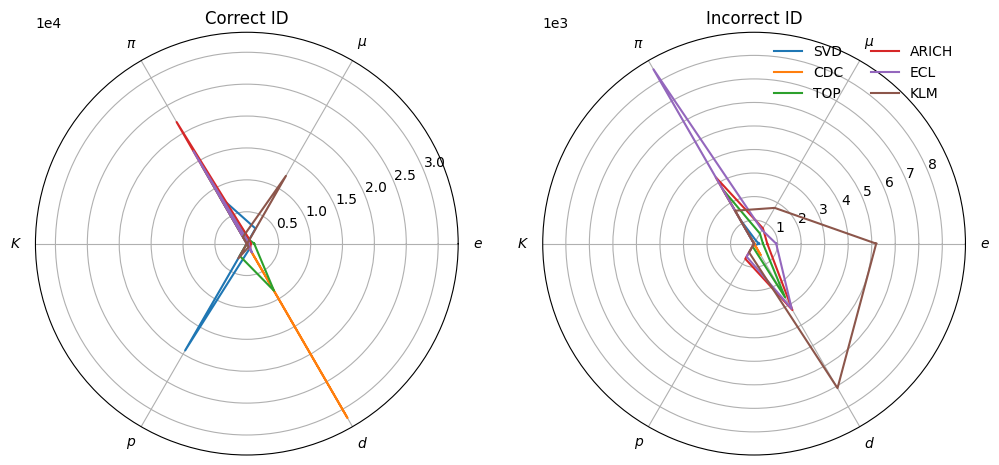 Correct ID
1e4
π
μ
K
e
p
d
0.5
1.0
1.5
2.0
2.5
3.0
Incorrect ID
1e3
π
μ
K
e
p
d
1
2
3
4
5
6
7
8
SVD
CDC
TOP
ARICH
ECL
KLM